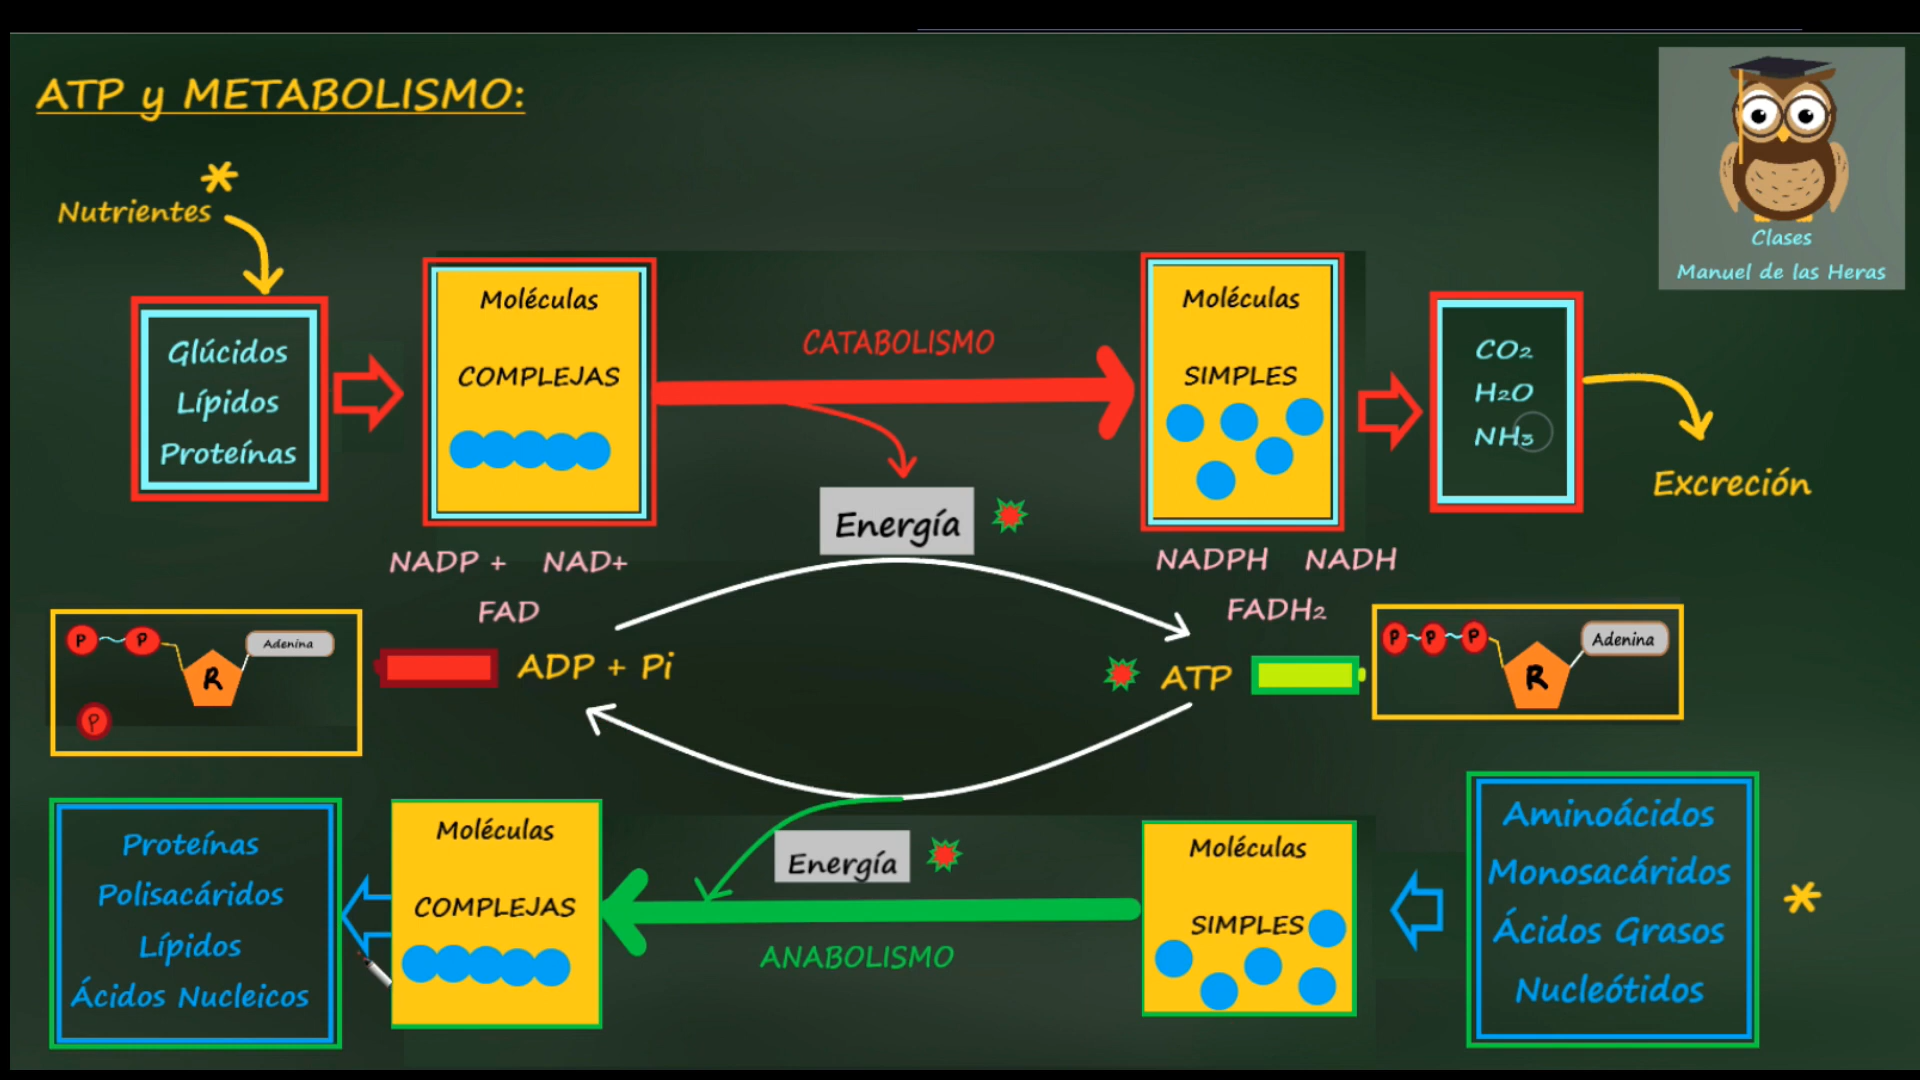 ATP y METABOLISMO:
Nutrientes
Clases
Manuel de las Heras
Glúcidos
Lípidos
Proteínas
Moléculas
COMPLEJAS
CATABOLISMO
Energía
Moléculas
SIMPLES
CO2
H2O
NH3
Excreción
NADP + NAD+
FAD
NADPH NADH
FADH2
P P R Adenina
P
ADP + Pi
ATP
P P P R Adenina
Proteínas
Polisacáridos
Lípidos
Ácidos Nucleicos
Moléculas
COMPLEJAS
Energía
ANABOLISMO
Moléculas
SIMPLES
Aminoácidos
Monosacáridos
Ácidos Grasos
Nucleótidos